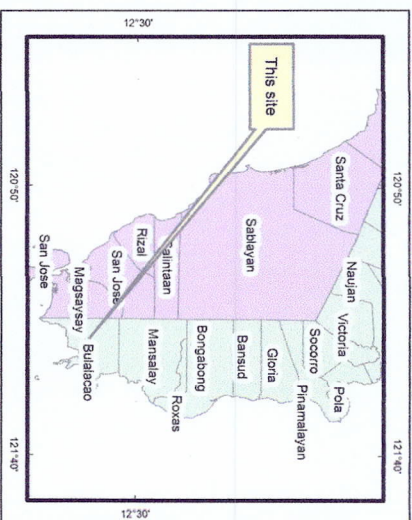 12°30'
This site
120°50'
120°50'
Santa Cruz
Sablayan
Naujan
Victoria
Pola
Socorro
Pinamalayan
Gloria
Bansud
Bongabong
Roxas
Mansalay
Bulalacao
Calintaan
Rizal
San Jose
Magsaysay
San Jose
121°40'
121°40'
12°30'